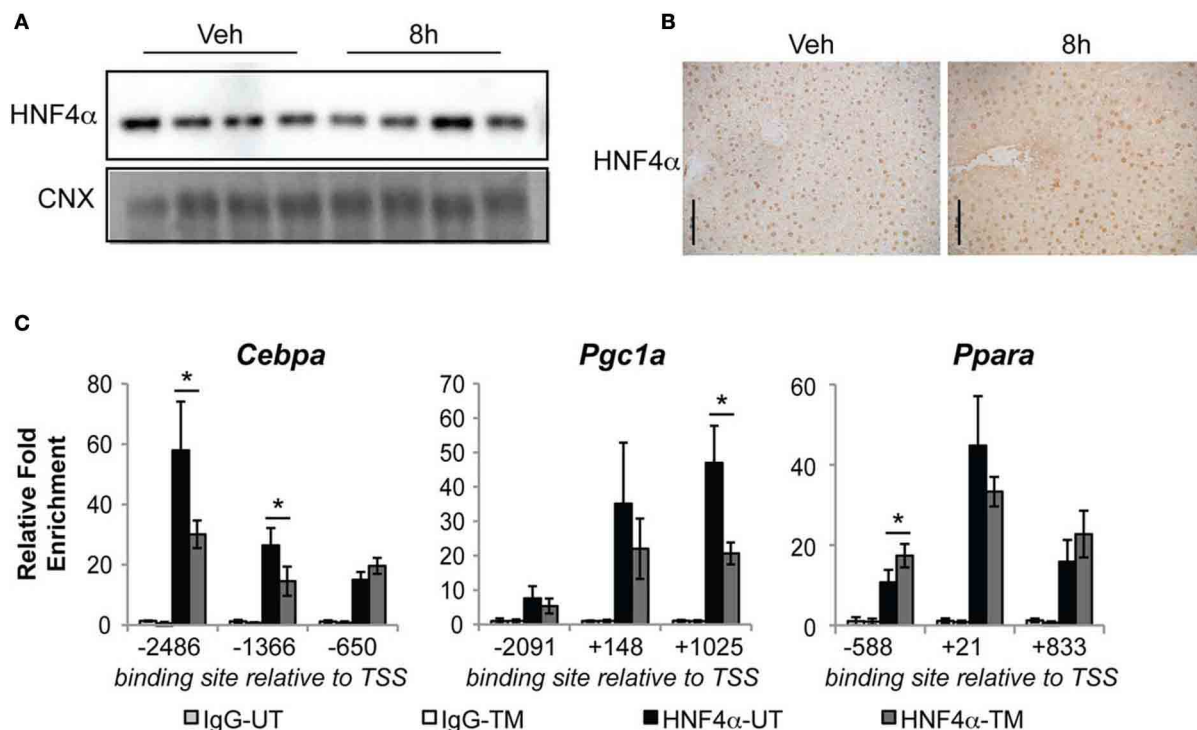 A
Veh 8h
HNF4α
CNX
B
Veh 8h
HNF4α
C
Cebpa
Relative Fold
Enrichment
80
60
40
20
0
-2486 -1366 -650
binding site relative to TSS
* *
Pgc1a
70
60
50
40
30
20
10
0
-2091 +148 +1025
binding site relative to TSS
*
Ppara
60
40
20
0
-588 +21 +833
binding site relative to TSS
*
IgG-UT IgG-TM HNF4α-UT HNF4α-TM